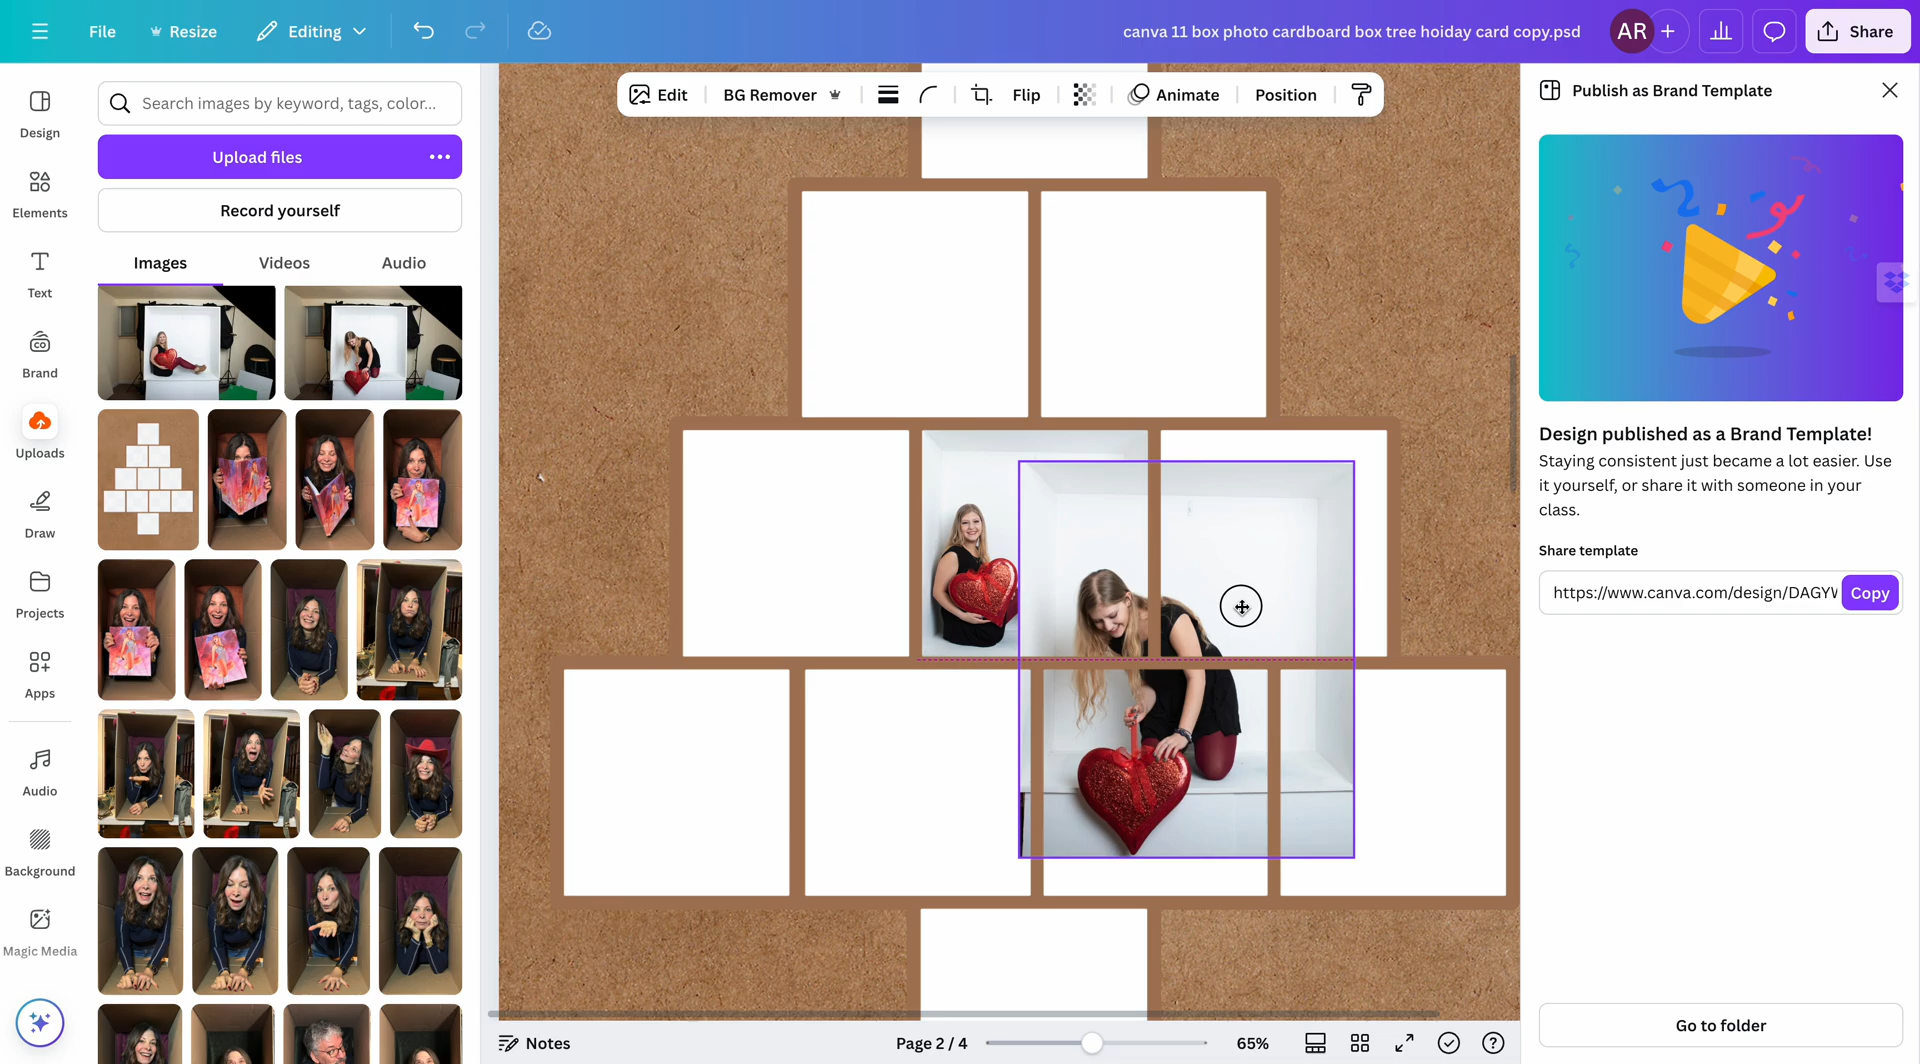 File
Resize
Editing
canva 11 box photo cardboard box tree hoiday card copy.psd
AR
Share
Design
Elements
Text
Brand
Uploads
Draw
Projects
Apps
Audio
Background
Magic Media
Search images by keyword, tags, color...
Upload files
Record yourself
Images
Videos
Audio
Edit
BG Remover
Flip
Animate
Position
Notes
Page 2 / 4
65%
Publish as Brand Template
Design published as a Brand Template!
Staying consistent just became a lot easier. Use
it yourself, or share it with someone in your
class.
Share template
https://www.canva.com/design/DAGYV
Copy
Go to folder